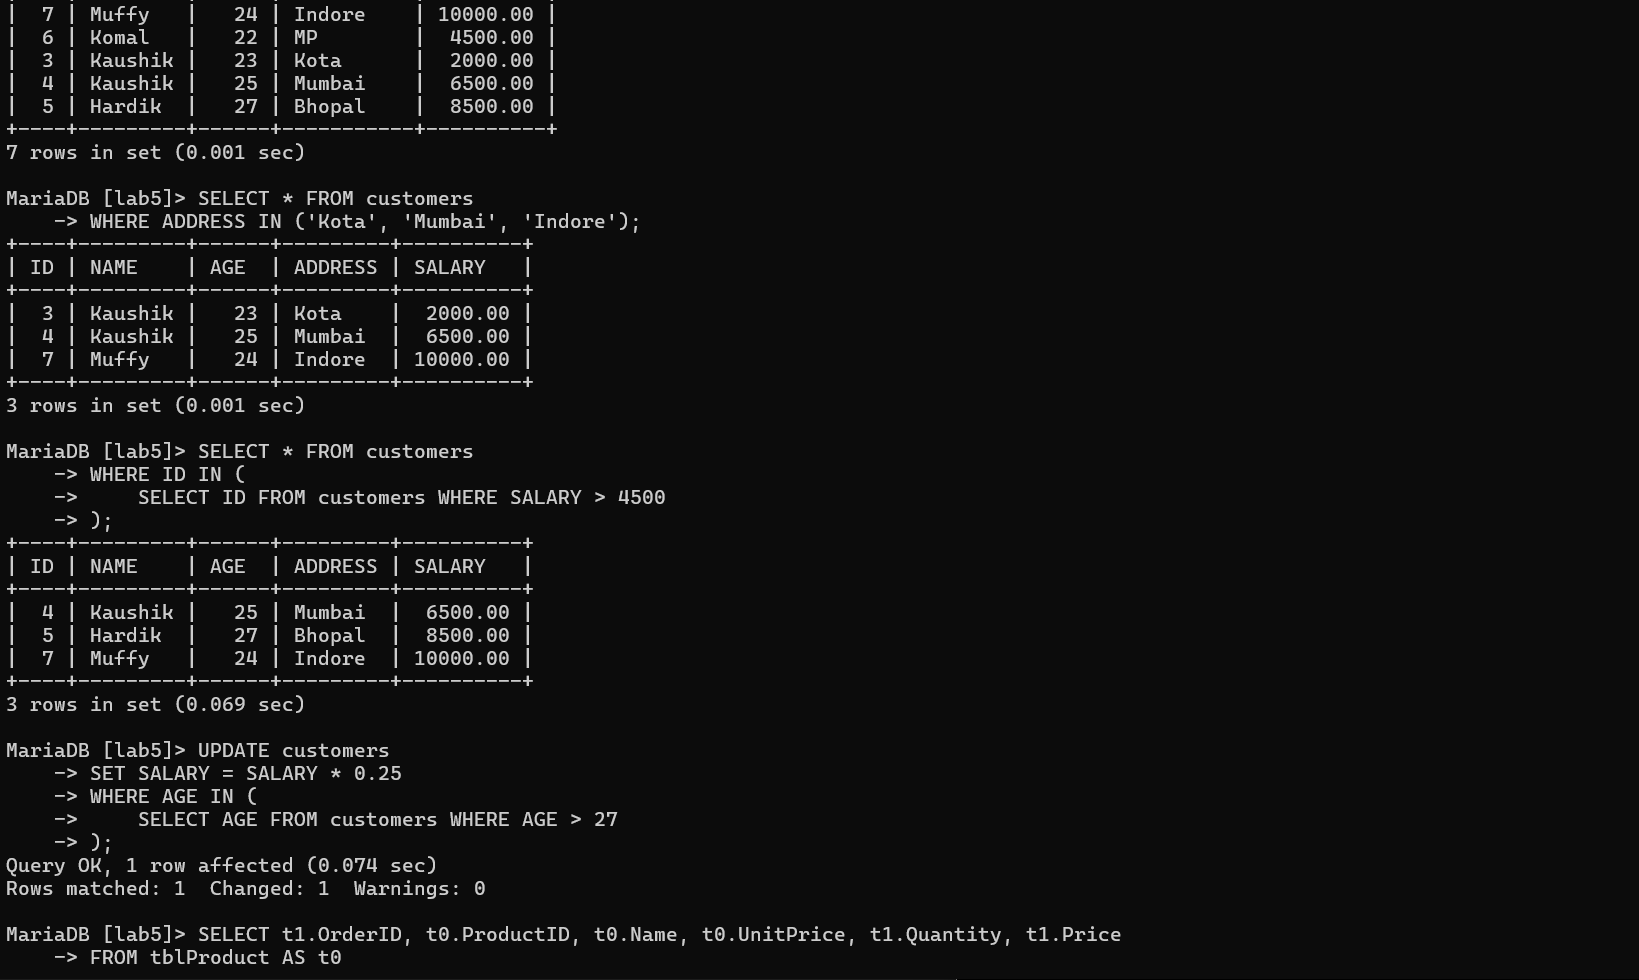 |  7 | Muffy   |   24 | Indore    | 10000.00 |
|  6 | Komal   |   22 | MP        |  4500.00 |
|  3 | Kaushik |   23 | Kota      |  2000.00 |
|  4 | Kaushik |   25 | Mumbai    |  6500.00 |
|  5 | Hardik  |   27 | Bhopal    |  8500.00 |
+----+---------+------+-----------+----------+
7 rows in set (0.001 sec)

MariaDB [lab5]> SELECT * FROM customers
    -> WHERE ADDRESS IN ('Kota', 'Mumbai', 'Indore');
+----+---------+------+---------+----------+
| ID | NAME    | AGE  | ADDRESS | SALARY   |
+----+---------+------+---------+----------+
|  3 | Kaushik |   23 | Kota    |  2000.00 |
|  4 | Kaushik |   25 | Mumbai  |  6500.00 |
|  7 | Muffy   |   24 | Indore  | 10000.00 |
+----+---------+------+---------+----------+
3 rows in set (0.001 sec)

MariaDB [lab5]> SELECT * FROM customers
    -> WHERE ID IN (
    ->     SELECT ID FROM customers WHERE SALARY > 4500
    -> );
+----+---------+------+---------+----------+
| ID | NAME    | AGE  | ADDRESS | SALARY   |
+----+---------+------+---------+----------+
|  4 | Kaushik |   25 | Mumbai  |  6500.00 |
|  5 | Hardik  |   27 | Bhopal  |  8500.00 |
|  7 | Muffy   |   24 | Indore  | 10000.00 |
+----+---------+------+---------+----------+
3 rows in set (0.069 sec)

MariaDB [lab5]> UPDATE customers
    -> SET SALARY = SALARY * 0.25
    -> WHERE AGE IN (
    ->     SELECT AGE FROM customers WHERE AGE > 27
    -> );
Query OK, 1 row affected (0.074 sec)
Rows matched: 1  Changed: 1  Warnings: 0

MariaDB [lab5]> SELECT t1.OrderID, t0.ProductID, t0.Name, t0.UnitPrice, t1.Quantity, t1.Price
    -> FROM tblProduct AS t0